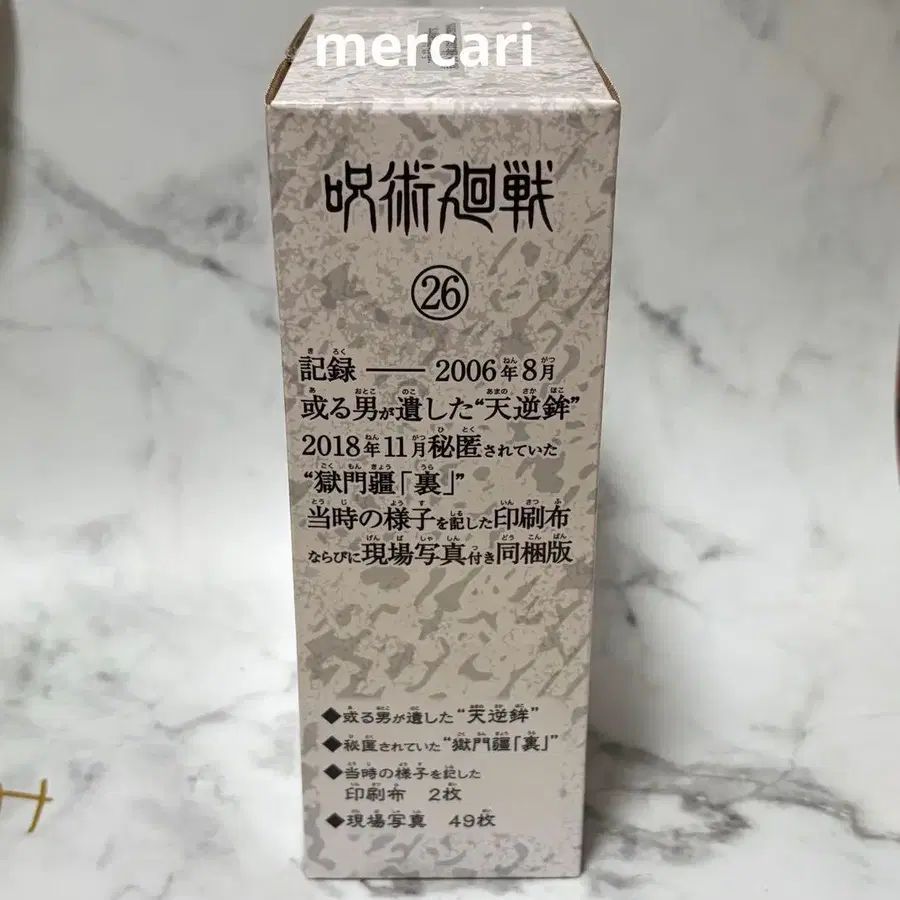 mercari
呪術廻戦
㉖
記録 —— 2006年8月
或る男が遺した“天逆鉾”
2018年11月秘匿されていた
“獄門疆「裏」”
当時の様子を記した印刷布
ならびに現場写真付き同梱版
◆或る男が遺した“天逆鉾”
◆秘匿されていた“獄門疆「裏」”
◆当時の様子を記した
印刷布 2枚
◆現場写真 49枚